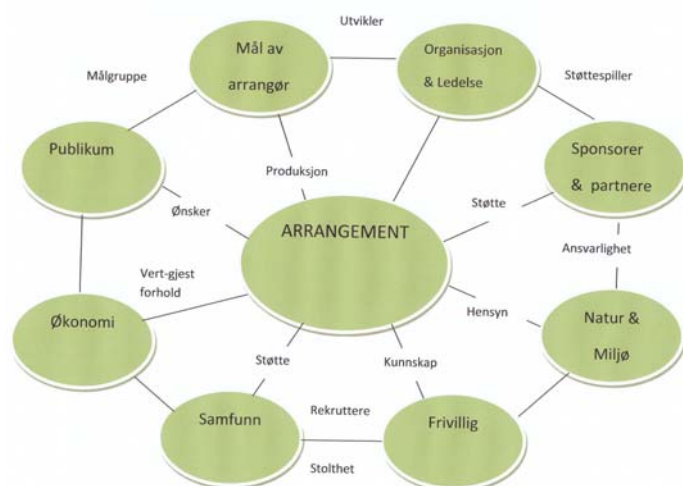 Utvikler
Mål av
arrangør
Organisasjon
& Ledelse
Målgruppe
Støttespiller
Publikum
Sponsorer
& partnere
Produksjon
Ønsker
Støtte
ARRANGEMENT
Ansvarlighet
Vert-gjest
forhold
Økonomi
Hensyn
Natur &
Miljø
Støtte
Kunnskap
Samfunn
Rekruttere
Frivillig
Stolthet